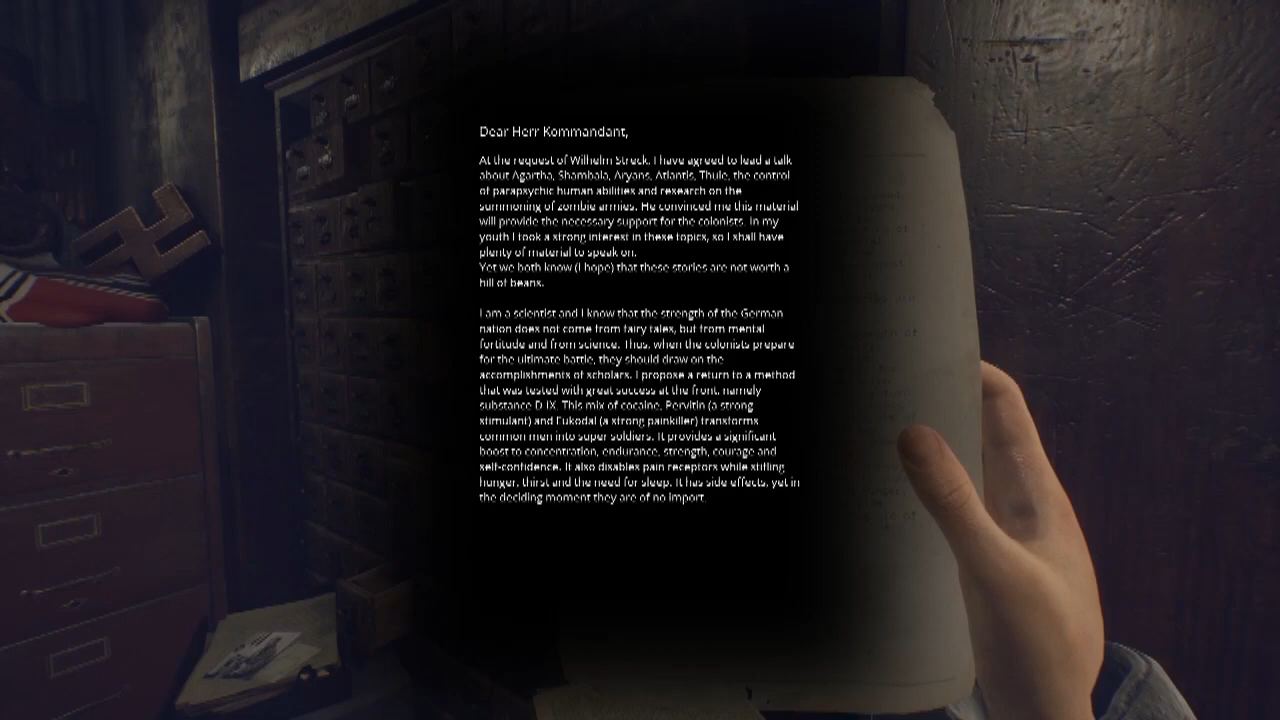 Dear Herr Kommandant,
At the request of Wilhelm Streck, I have agreed to lead a talk
about Agartha, Shambala, Aryans, Atlantis, Thule, the control
of parapsychic human abilities and research on the
summoning of zombie armies. He convinced me this material
will provide the necessary support for the colonists. In my
youth I took a strong interest in these topics, so I shall have
plenty of material to speak on.
Yet we both know (I hope) that these stories are not worth a
hill of beans.
I am a scientist and I know that the strength of the German
nation does not come from fairy tales, but from mental
fortitude and from science. Thus, when the colonists prepare
for the ultimate battle, they should draw on the
accomplishments of scholars. I propose a return to a method
that was tested with great success at the front, namely
substance D-IX. This mix of cocaine, Pervitin (a strong
stimulant) and Eukodal (a strong painkiller) transforms
common men into super soldiers. It provides a significant
boost to concentration, endurance, strength, courage and
self-confidence. It also disables pain receptors while stifling
hunger, thirst and the need for sleep. It has side effects, yet in
the deciding moment they are of no import.